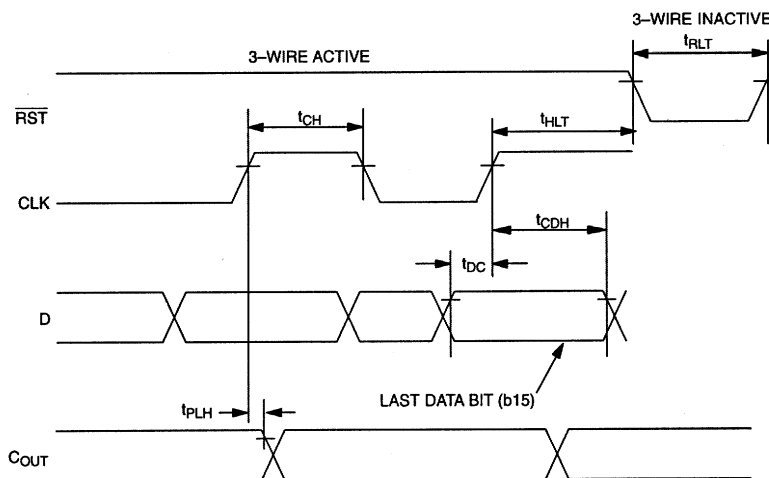 3–WIRE INACTIVE
3–WIRE ACTIVE
tRLT
RST
tCH
tHLT
CLK
tCDH
tDC
D
LAST DATA BIT (b15)
tPLH
COUT